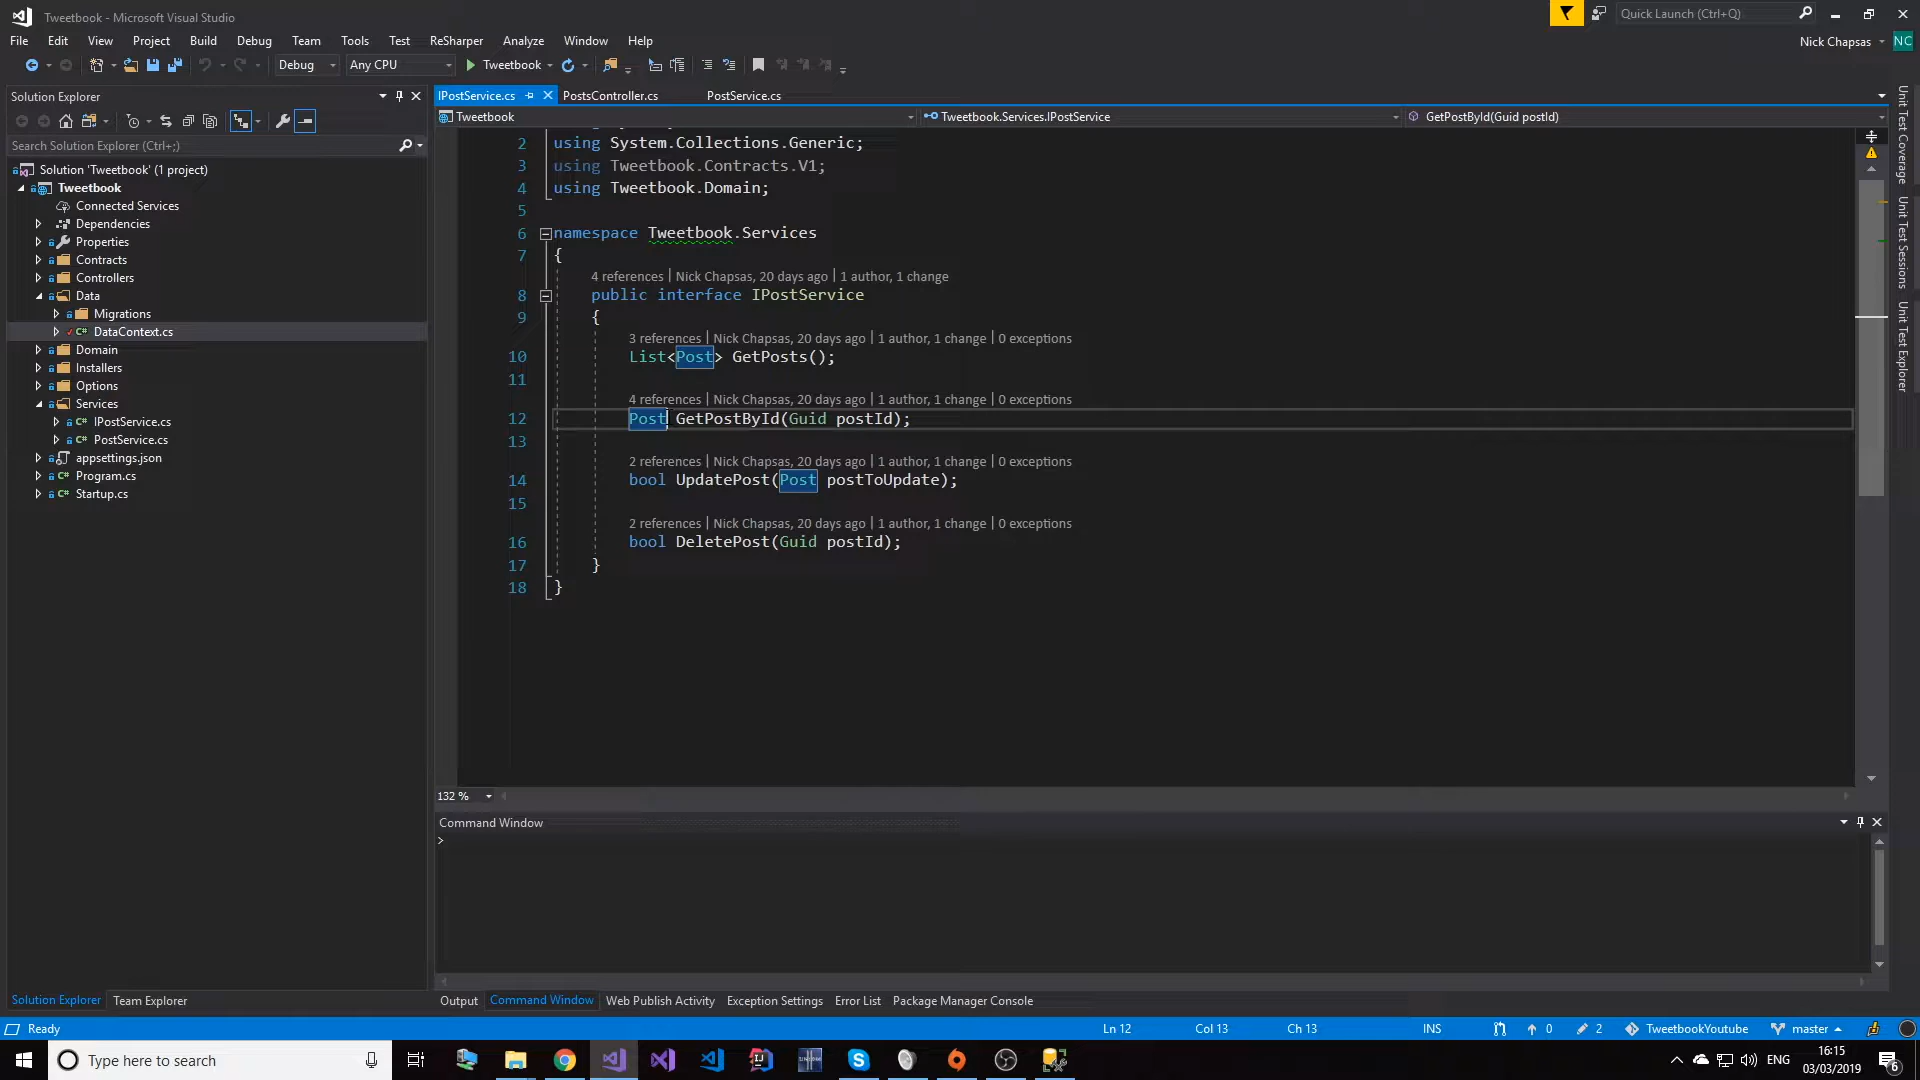 Tweetbook - Microsoft Visual Studio
Quick Launch (Ctrl+Q)
File Edit View Project Build Debug Team Tools Test ReSharper Analyze Window Help
Nick Chapsas NC
Debug Any CPU Tweetbook
Solution Explorer
Search Solution Explorer (Ctrl+;)
Solution 'Tweetbook' (1 project)
Tweetbook
Connected Services
Dependencies
Properties
Contracts
Controllers
Data
Migrations
C# DataContext.cs
Domain
Installers
Options
Services
C# IPostService.cs
C# PostService.cs
appsettings.json
C# Program.cs
C# Startup.cs
Solution Explorer Team Explorer
IPostService.cs PostsController.cs PostService.cs
Tweetbook Tweetbook.Services.IPostService GetPostById(Guid postId)
2 using System.Collections.Generic;
3 using Tweetbook.Contracts.V1;
4 using Tweetbook.Domain;
5
6 namespace Tweetbook.Services
7 {
4 references | Nick Chapsas, 20 days ago | 1 author, 1 change
8 public interface IPostService
9 {
3 references | Nick Chapsas, 20 days ago | 1 author, 1 change | 0 exceptions
10 List<Post> GetPosts();
11
4 references | Nick Chapsas, 20 days ago | 1 author, 1 change | 0 exceptions
12 Post GetPostById(Guid postId);
13
2 references | Nick Chapsas, 20 days ago | 1 author, 1 change | 0 exceptions
14 bool UpdatePost(Post postToUpdate);
15
2 references | Nick Chapsas, 20 days ago | 1 author, 1 change | 0 exceptions
16 bool DeletePost(Guid postId);
17 }
18 }
132 %
Command Window
>
Output Command Window Web Publish Activity Exception Settings Error List Package Manager Console
Unit Test Coverage
Unit Test Sessions
Unit Test Explorer
Ready Ln 12 Col 13 Ch 13 INS 0 2 TweetbookYoutube master
Type here to search
ENG
16:15
03/03/2019
6